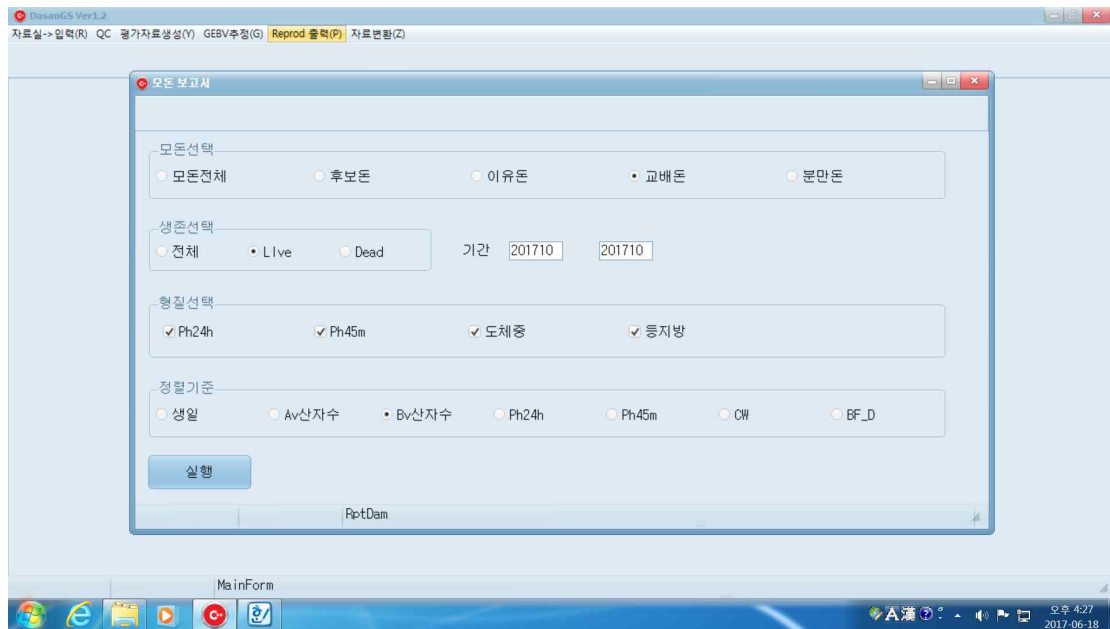 DasanGS Ver1.2
자료실->입력(R) QC 평가자료생성(Y) GEBV추정(G) Reprod 출력(P) 자료변환(Z)
모돈 보고서
모돈선택
모돈전체 후보돈 이유돈 교배돈 분만돈
생존선택
전체 LIve Dead 기간 201710 201710
형질선택
Ph24h Ph45m 도체중 등지방
정렬기준
생일 Av산자수 Bv산자수 Ph24h Ph45m CW BF_D
실행
RptDam
MainForm
A漢
오후 4:27
2017-06-18